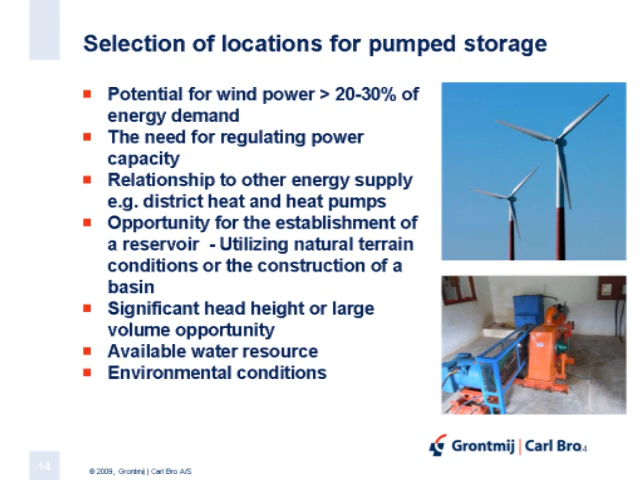 Selection of locations for pumped storage
Potential for wind power > 20-30% of
energy demand
The need for regulating power
capacity
Relationship to other energy supply
e.g. district heat and heat pumps
Opportunity for the establishment of
a reservoir - Utilizing natural terrain
conditions or the construction of a
basin
Significant head height or large
volume opportunity
Available water resource
Environmental conditions
Grontmij | Carl Bro
14
© 2009, Grontmij | Carl Bro A/S